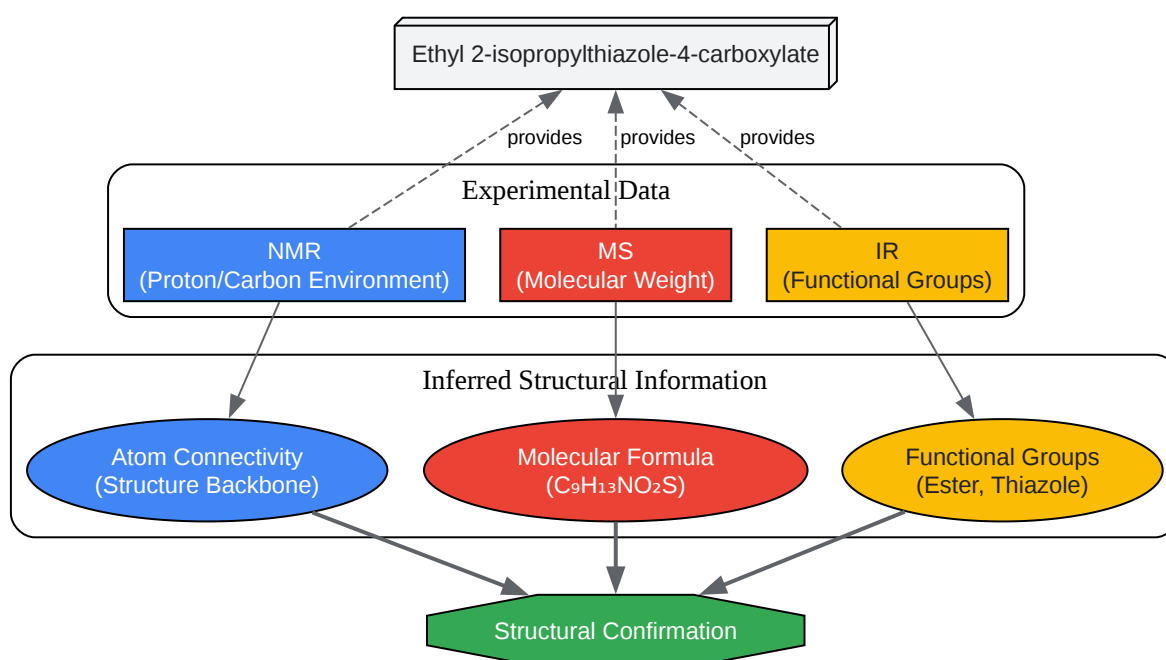 Ethyl 2-isopropylthiazole-4-carboxylate
provides
provides
provides
Experimental Data
NMR
(Proton/Carbon Environment)
MS
(Molecular Weight)
IR
(Functional Groups)
Inferred Structural Information
Atom Connectivity
(Structure Backbone)
Molecular Formula
(C₉H₁₃NO₂S)
Functional Groups
(Ester, Thiazole)
Structural Confirmation